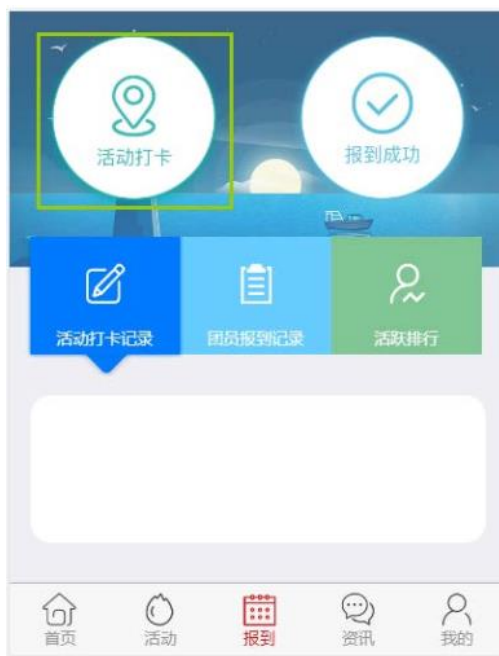 活动打卡
报到成功
活动打卡记录
团员报到记录
活跃排行
首页
活动
报到
资讯
我的